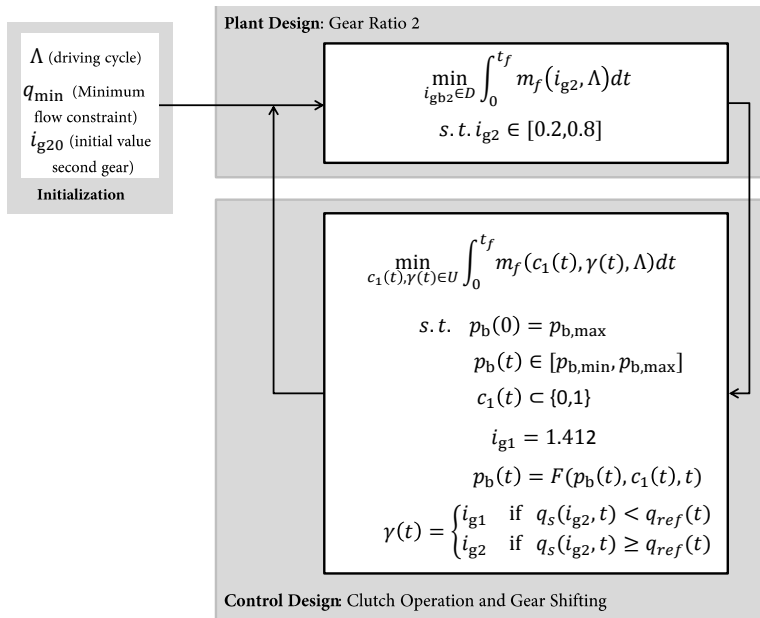 Λ (driving cycle)
q_min (Minimum
flow constraint)
i_g20 (initial value
second gear)
Initialization
Plant Design: Gear Ratio 2
min_{i_gb2∈D} ∫_0^{t_f} m_f(i_g2, Λ)dt
s.t. i_g2 ∈ [0.2,0.8]
min_{c_1(t),γ(t)∈U} ∫_0^{t_f} m_f(c_1(t), γ(t), Λ)dt
s.t. p_b(0) = p_b,max
p_b(t) ∈ [p_b,min, p_b,max]
c_1(t) ⊂ {0,1}
i_g1 = 1.412
p_b(t) = F(p_b(t), c_1(t), t)
γ(t) = { i_g1 if q_s(i_g2, t) < q_ref(t)
i_g2 if q_s(i_g2, t) ≥ q_ref(t)
Control Design: Clutch Operation and Gear Shifting